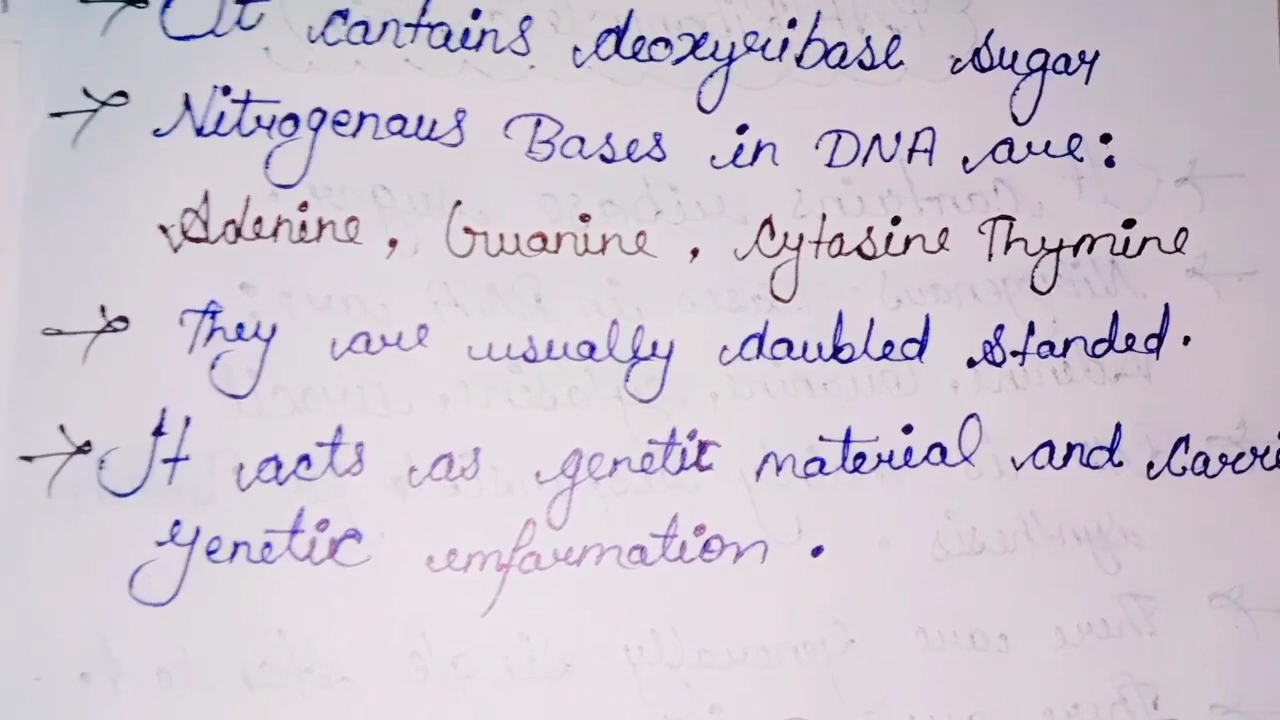 → It contains deoxyribose sugar
→ Nitrogenous Bases in DNA are:
Adenine, Guanine, Cytosine Thymine
→ They are usually doubled standed.
→ It acts as genetic material and carri
genetic information.